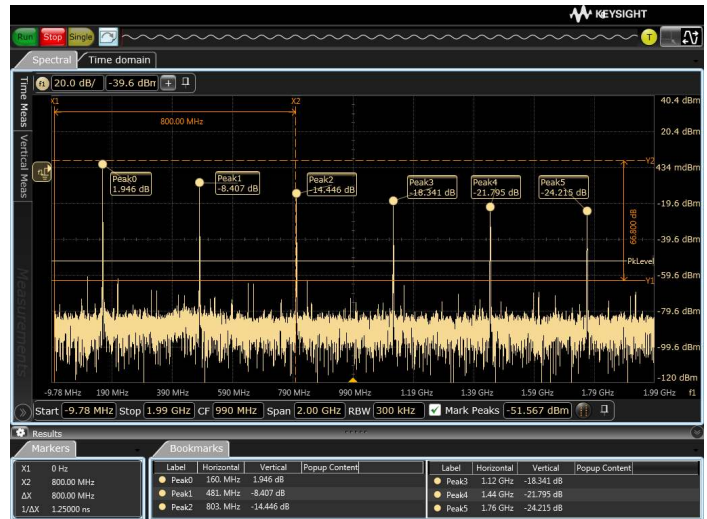 KEYSIGHT
Run Stop Single T
Spectral Time domain
f1 20.0 dB/ -39.6 dBm +
Time Meas
Vertical Meas
Measurements
X1 X2 40.4 dBm
800.00 MHz
20.4 dBm
Y2
434 mdBm
Peak0
1.946 dB
Peak1
-8.407 dB
Peak2
-14.446 dB
Peak3
-18.341 dB
Peak4
-21.795 dB
Peak5
-24.215 dB
-19.6 dBm
66.800 dB
-39.6 dBm
PkLevel
-59.6 dBm
Y1
-79.6 dBm
-99.6 dBm
-120 dBm
-9.78 MHz 190 MHz 390 MHz 590 MHz 790 MHz 990 MHz 1.19 GHz 1.39 GHz 1.59 GHz 1.79 GHz 1.99 GHz f1
Start -9.78 MHz Stop 1.99 GHz CF 990 MHz Span 2.00 GHz RBW 300 kHz Mark Peaks -51.567 dBm
Results
Markers
X1 0 Hz
X2 800.00 MHz
ΔX 800.00 MHz
1/ΔX 1.25000 ns
Bookmarks
Label Horizontal Vertical Popup Content
Peak0 160. MHz 1.946 dB
Peak1 481. MHz -8.407 dB
Peak2 803. MHz -14.446 dB
Label Horizontal Vertical Popup Content
Peak3 1.12 GHz -18.341 dB
Peak4 1.44 GHz -21.795 dB
Peak5 1.76 GHz -24.215 dB